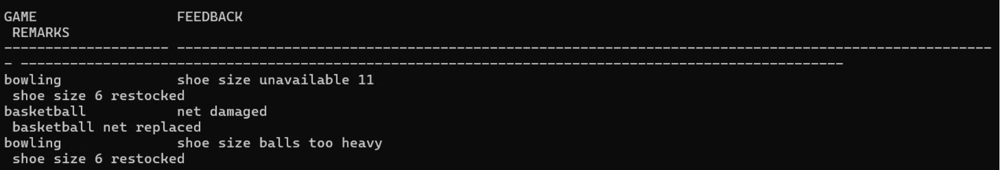 GAME                 FEEDBACK
 REMARKS
-------------------- ---------------------------------------------------------------------------------------------------
- ----------------------------------------------------------------------------------------------------
bowling              shoe size unavailable 11
 shoe size 6 restocked
basketball           net damaged
 basketball net replaced
bowling              shoe size balls too heavy
 shoe size 6 restocked